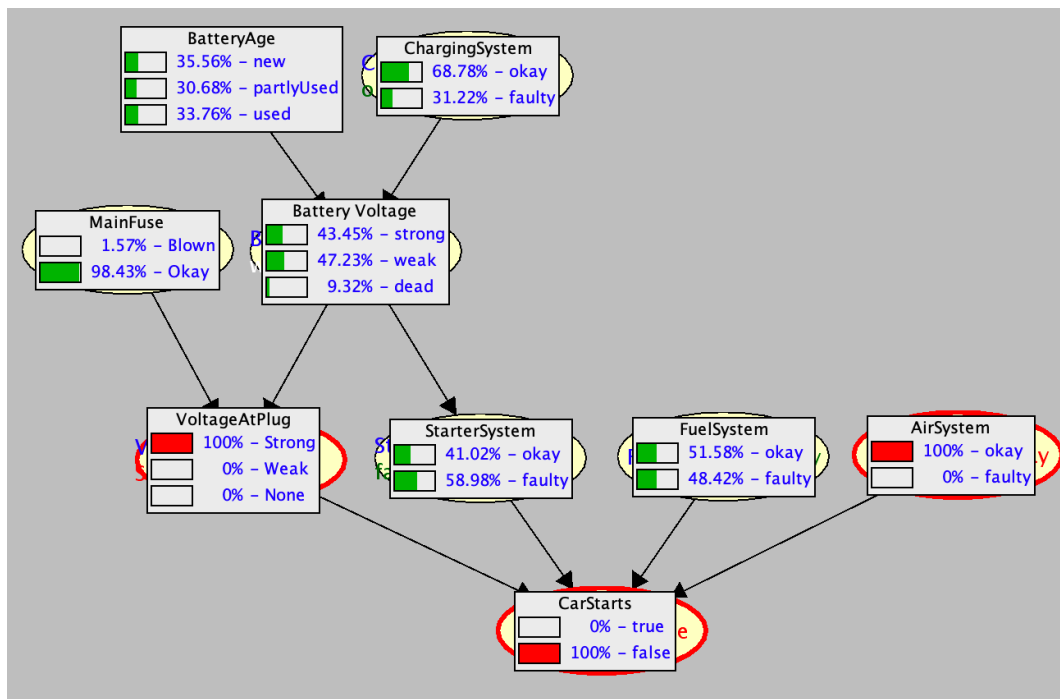 BatteryAge
35.56% – new
30.68% – partlyUsed
33.76% – used
ChargingSystem
68.78% – okay
31.22% – faulty
MainFuse
1.57% – Blown
98.43% – Okay
Battery Voltage
43.45% – strong
47.23% – weak
9.32% – dead
VoltageAtPlug
100% – Strong
0% – Weak
0% – None
StarterSystem
41.02% – okay
58.98% – faulty
FuelSystem
51.58% – okay
48.42% – faulty
AirSystem
100% – okay
0% – faulty
CarStarts
0% – true
100% – false